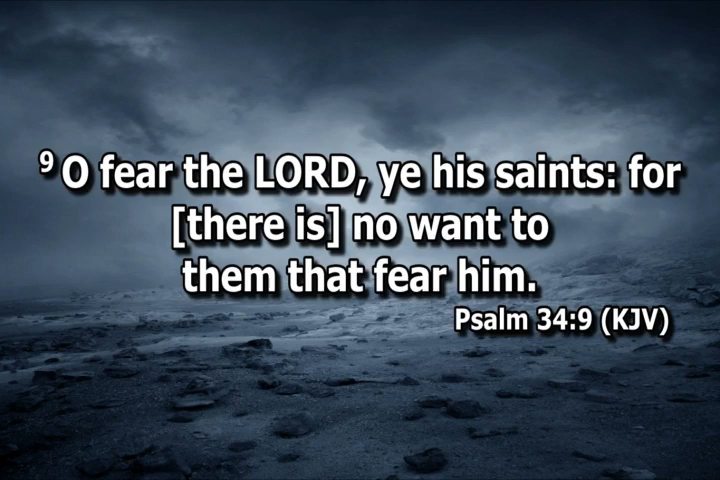 9 O fear the LORD, ye his saints: for
[there is] no want to
them that fear him.
Psalm 34:9 (KJV)